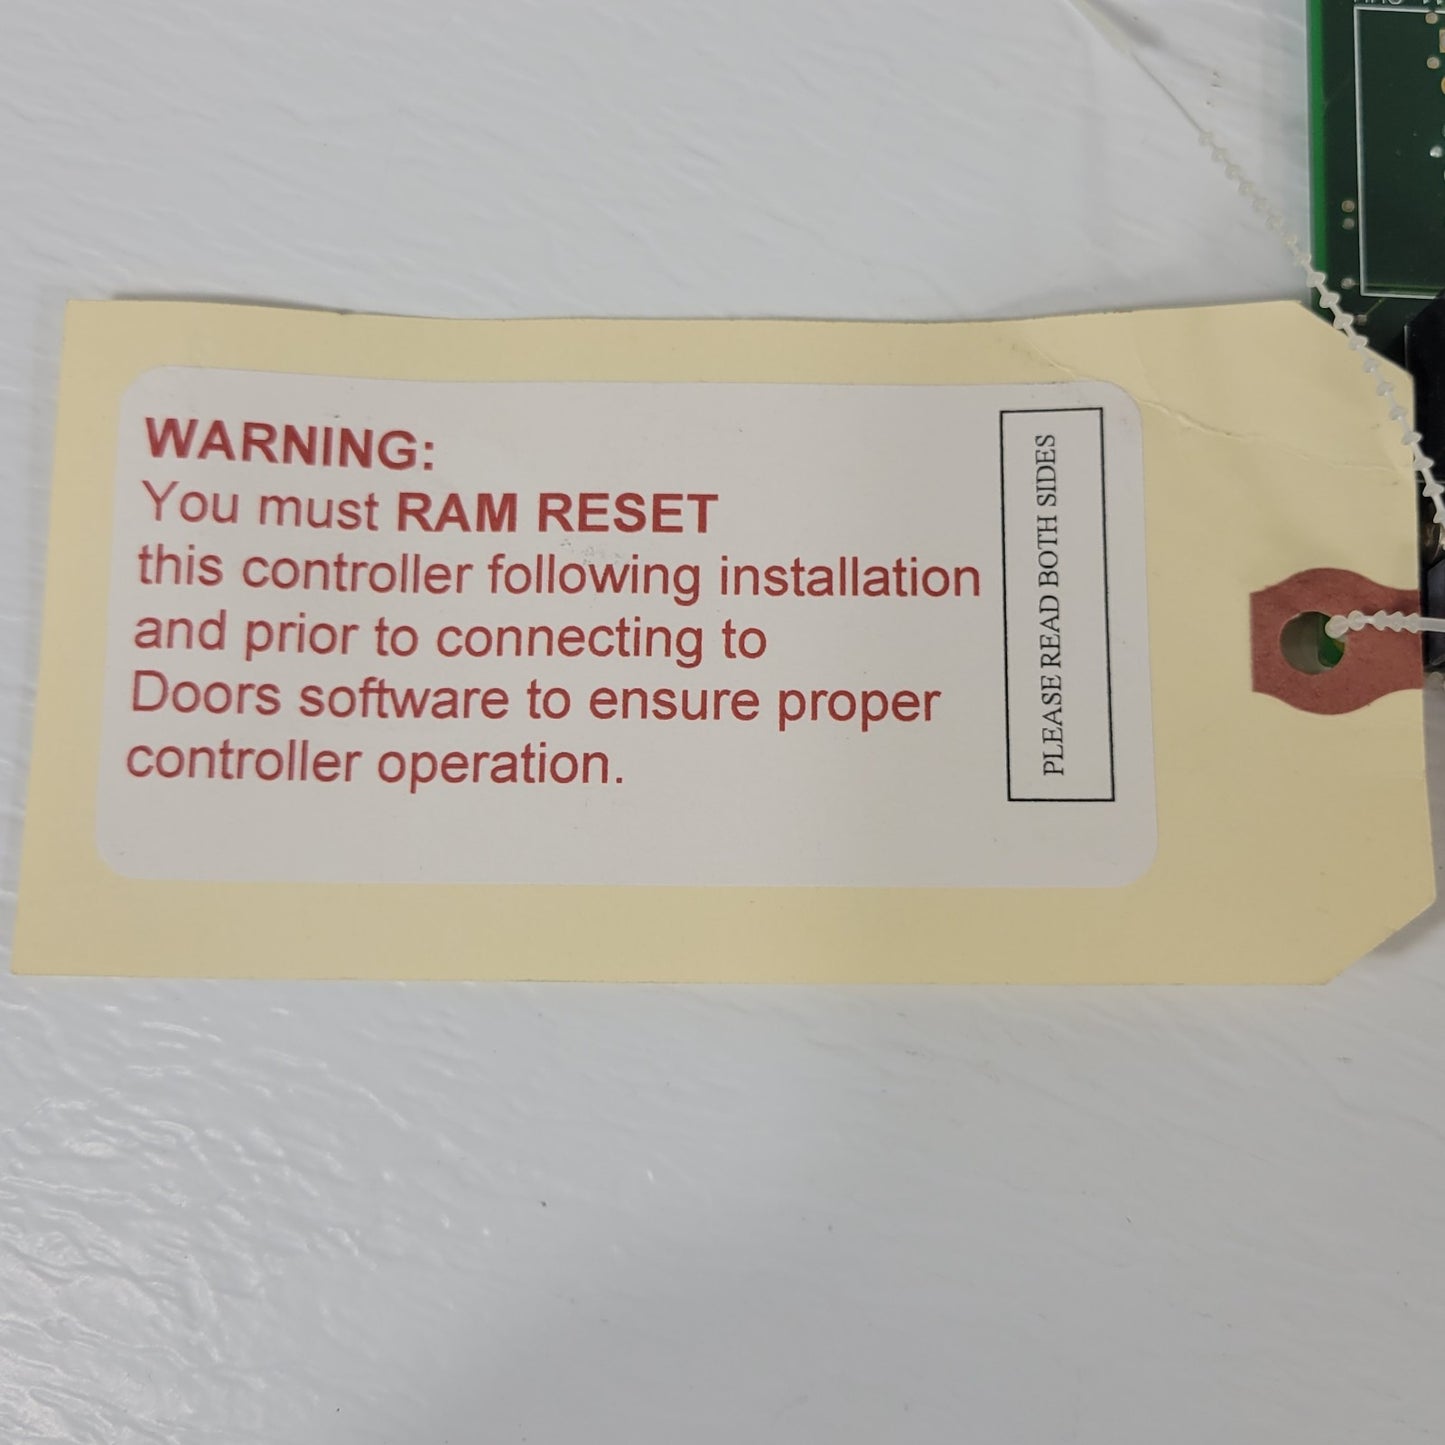 WARNING:
You must RAM RESET
this controller following installation
and prior to connecting to
Doors software to ensure proper
controller operation.
PLEASE READ BOTH SIDES